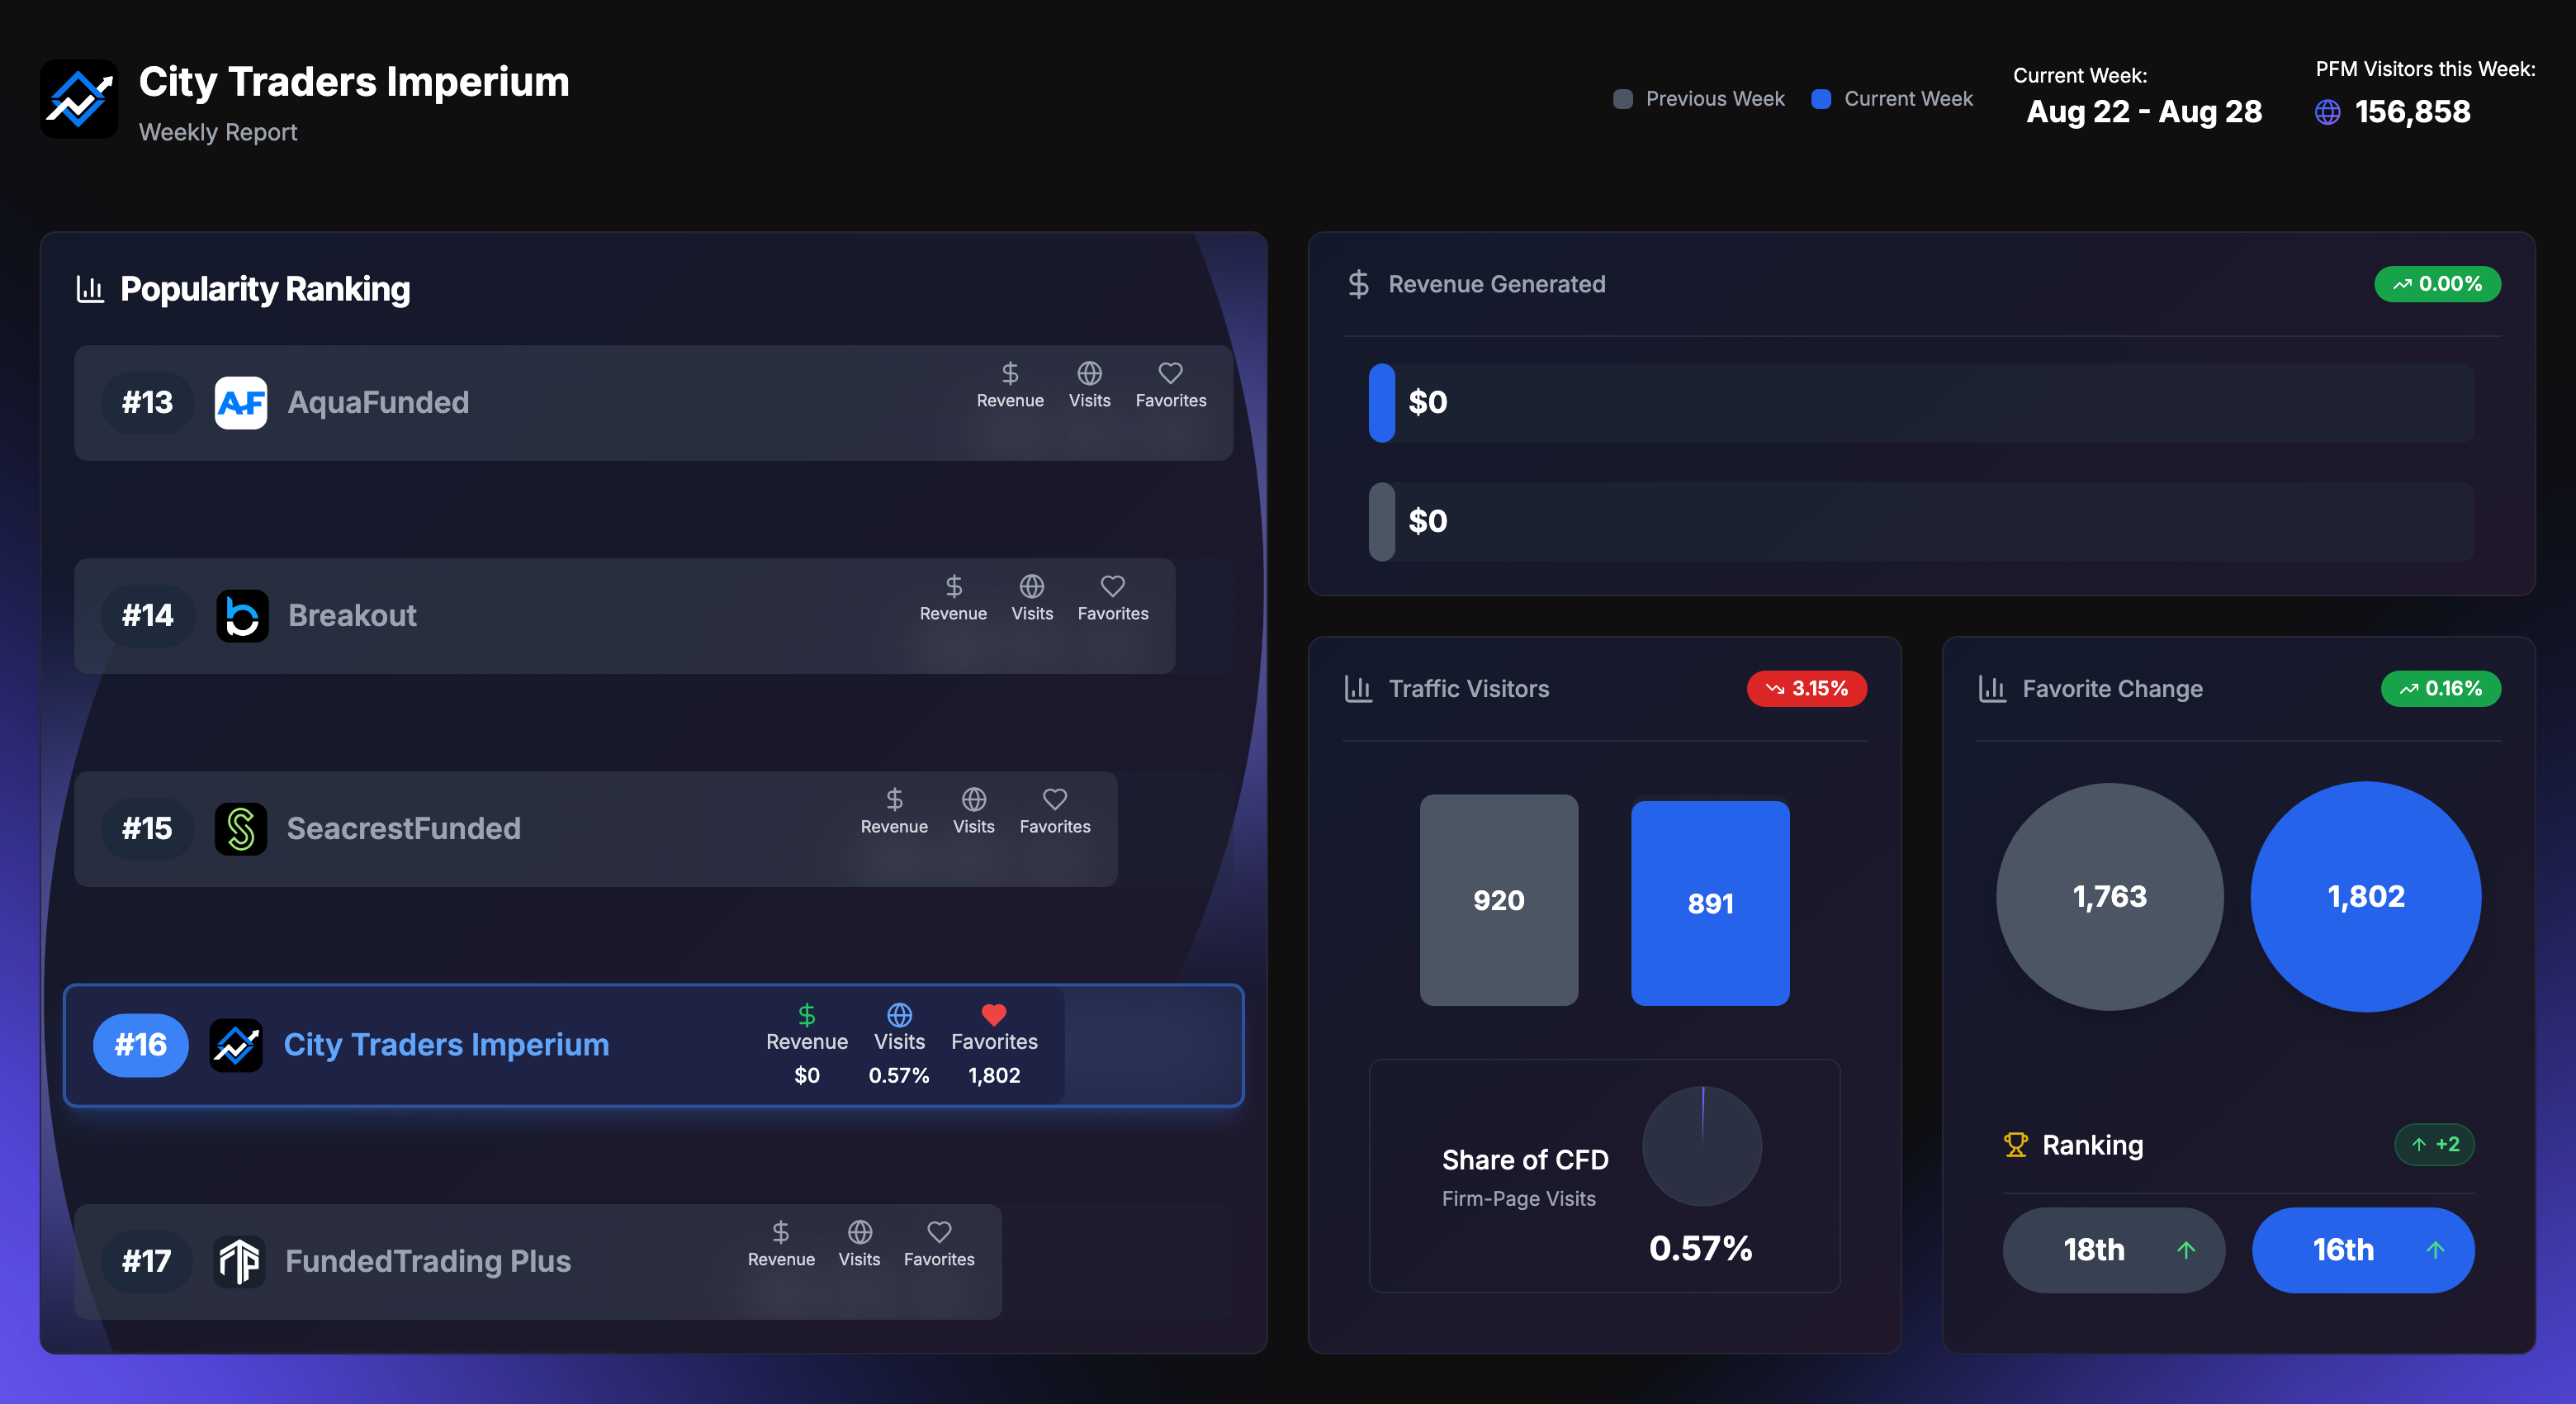 City Traders Imperium
Weekly Report
Previous Week
Current Week
Current Week:
Aug 22 - Aug 28
PFM Visitors this Week:
156,858
Popularity Ranking
#13
AF
AquaFunded
Revenue
Visits
Favorites
#14
Breakout
Revenue
Visits
Favorites
#15
SeacrestFunded
Revenue
Visits
Favorites
#16
City Traders Imperium
Revenue
Visits
Favorites
$0
0.57%
1,802
#17
FundedTrading Plus
Revenue
Visits
Favorites
Revenue Generated
0.00%
$0
$0
Traffic Visitors
3.15%
920
891
Share of CFD
Firm-Page Visits
0.57%
Favorite Change
0.16%
1,763
1,802
Ranking
+2
18th
16th